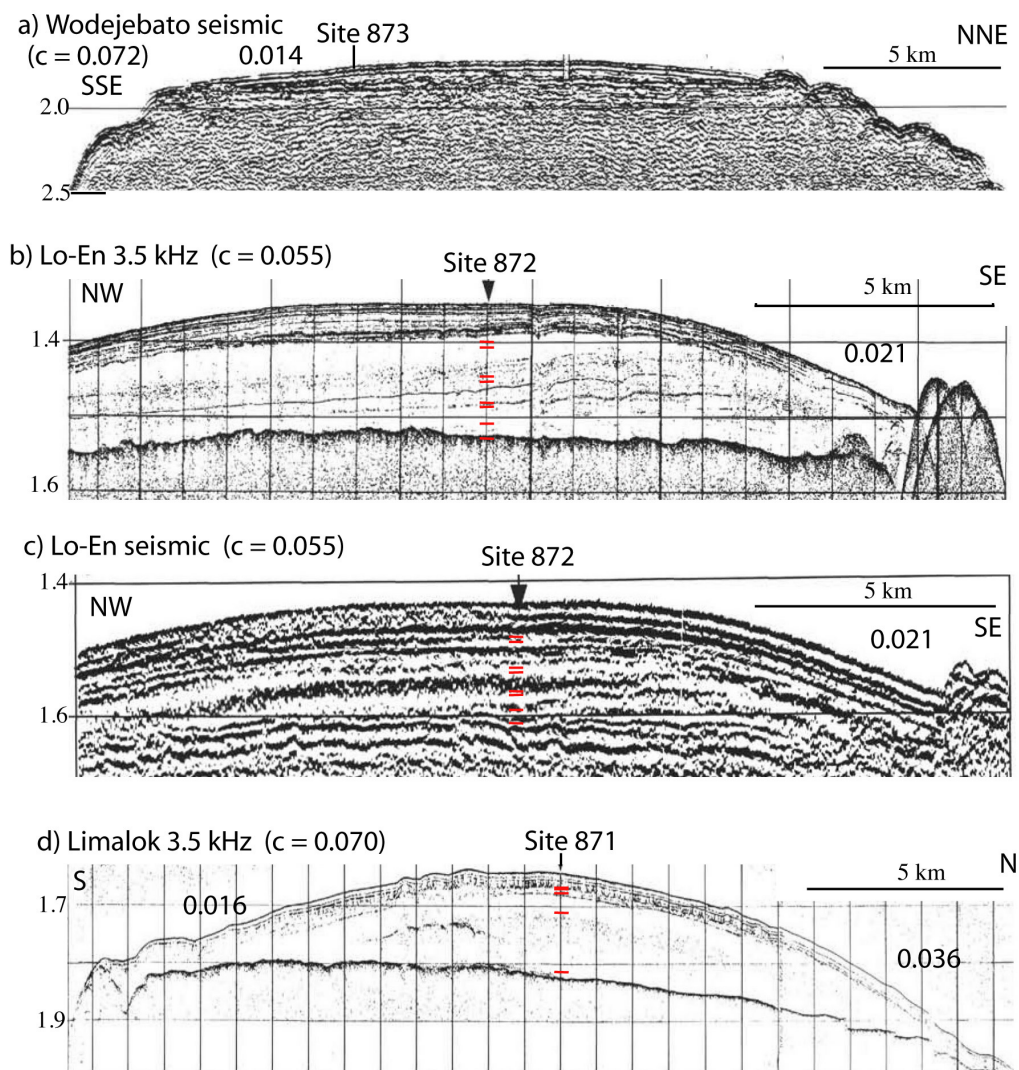 a) Wodejebato seismic
(c = 0.072)
0.014
Site 873
NNE
5 km
SSE
2.0
2.5
b) Lo-En 3.5 kHz (c = 0.055)
Site 872
NW
5 km
SE
1.4
0.021
1.6
c) Lo-En seismic (c = 0.055)
Site 872
1.4
NW
5 km
SE
0.021
1.6
d) Limalok 3.5 kHz (c = 0.070)
Site 871
S
5 km
N
1.7
0.016
0.036
1.9